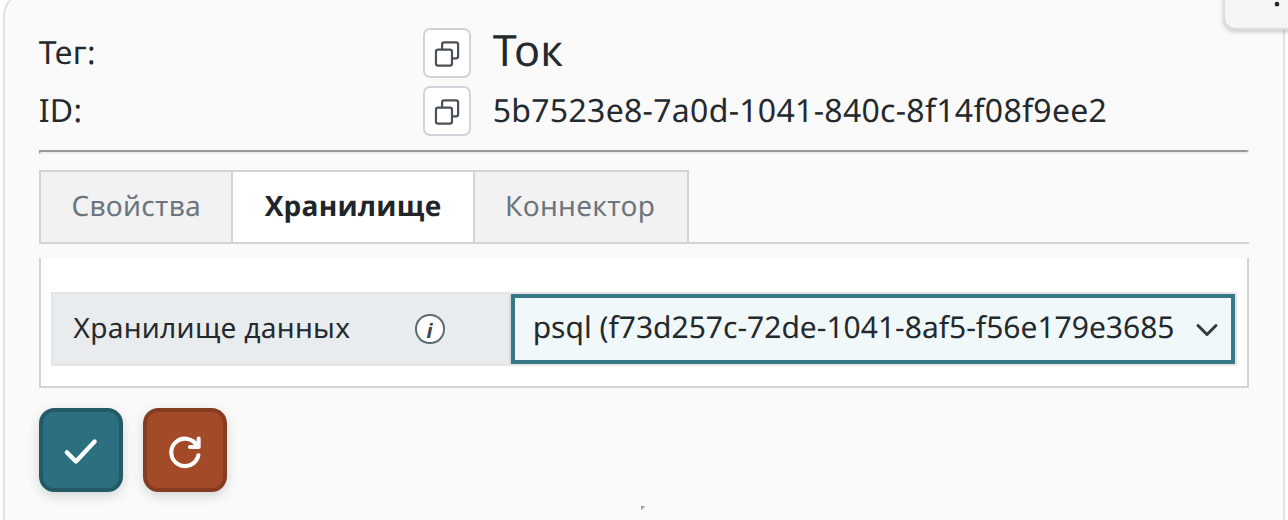 Тег: Ток
ID: 5b7523e8-7a0d-1041-840c-8f14f08f9ee2
Свойства Хранилище Коннектор
Хранилище данных i psql (f73d257c-72de-1041-8af5-f56e179e3685